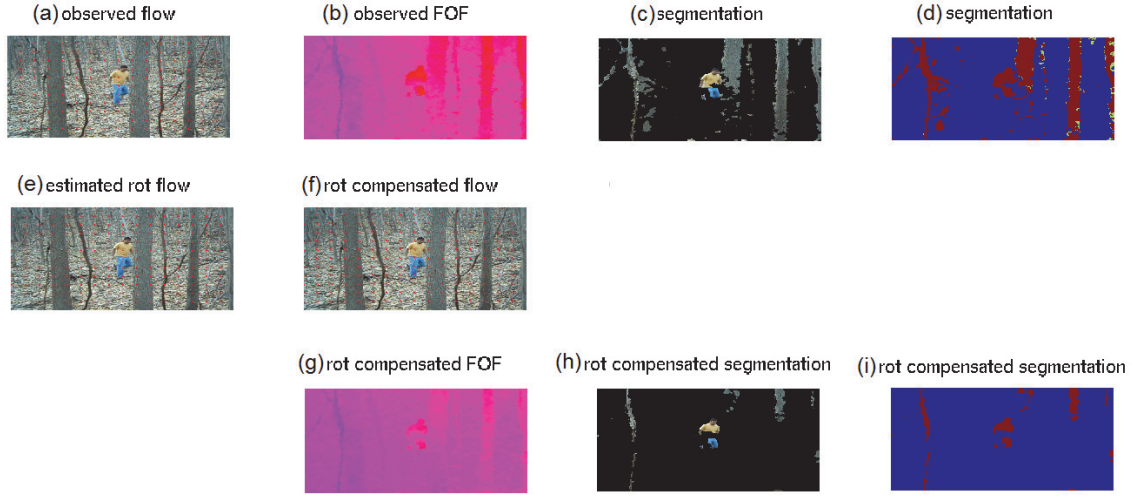 (a) observed flow
(b) observed FOF
(c) segmentation
(d) segmentation
(e) estimated rot flow
(f) rot compensated flow
(g) rot compensated FOF
(h) rot compensated segmentation
(i) rot compensated segmentation